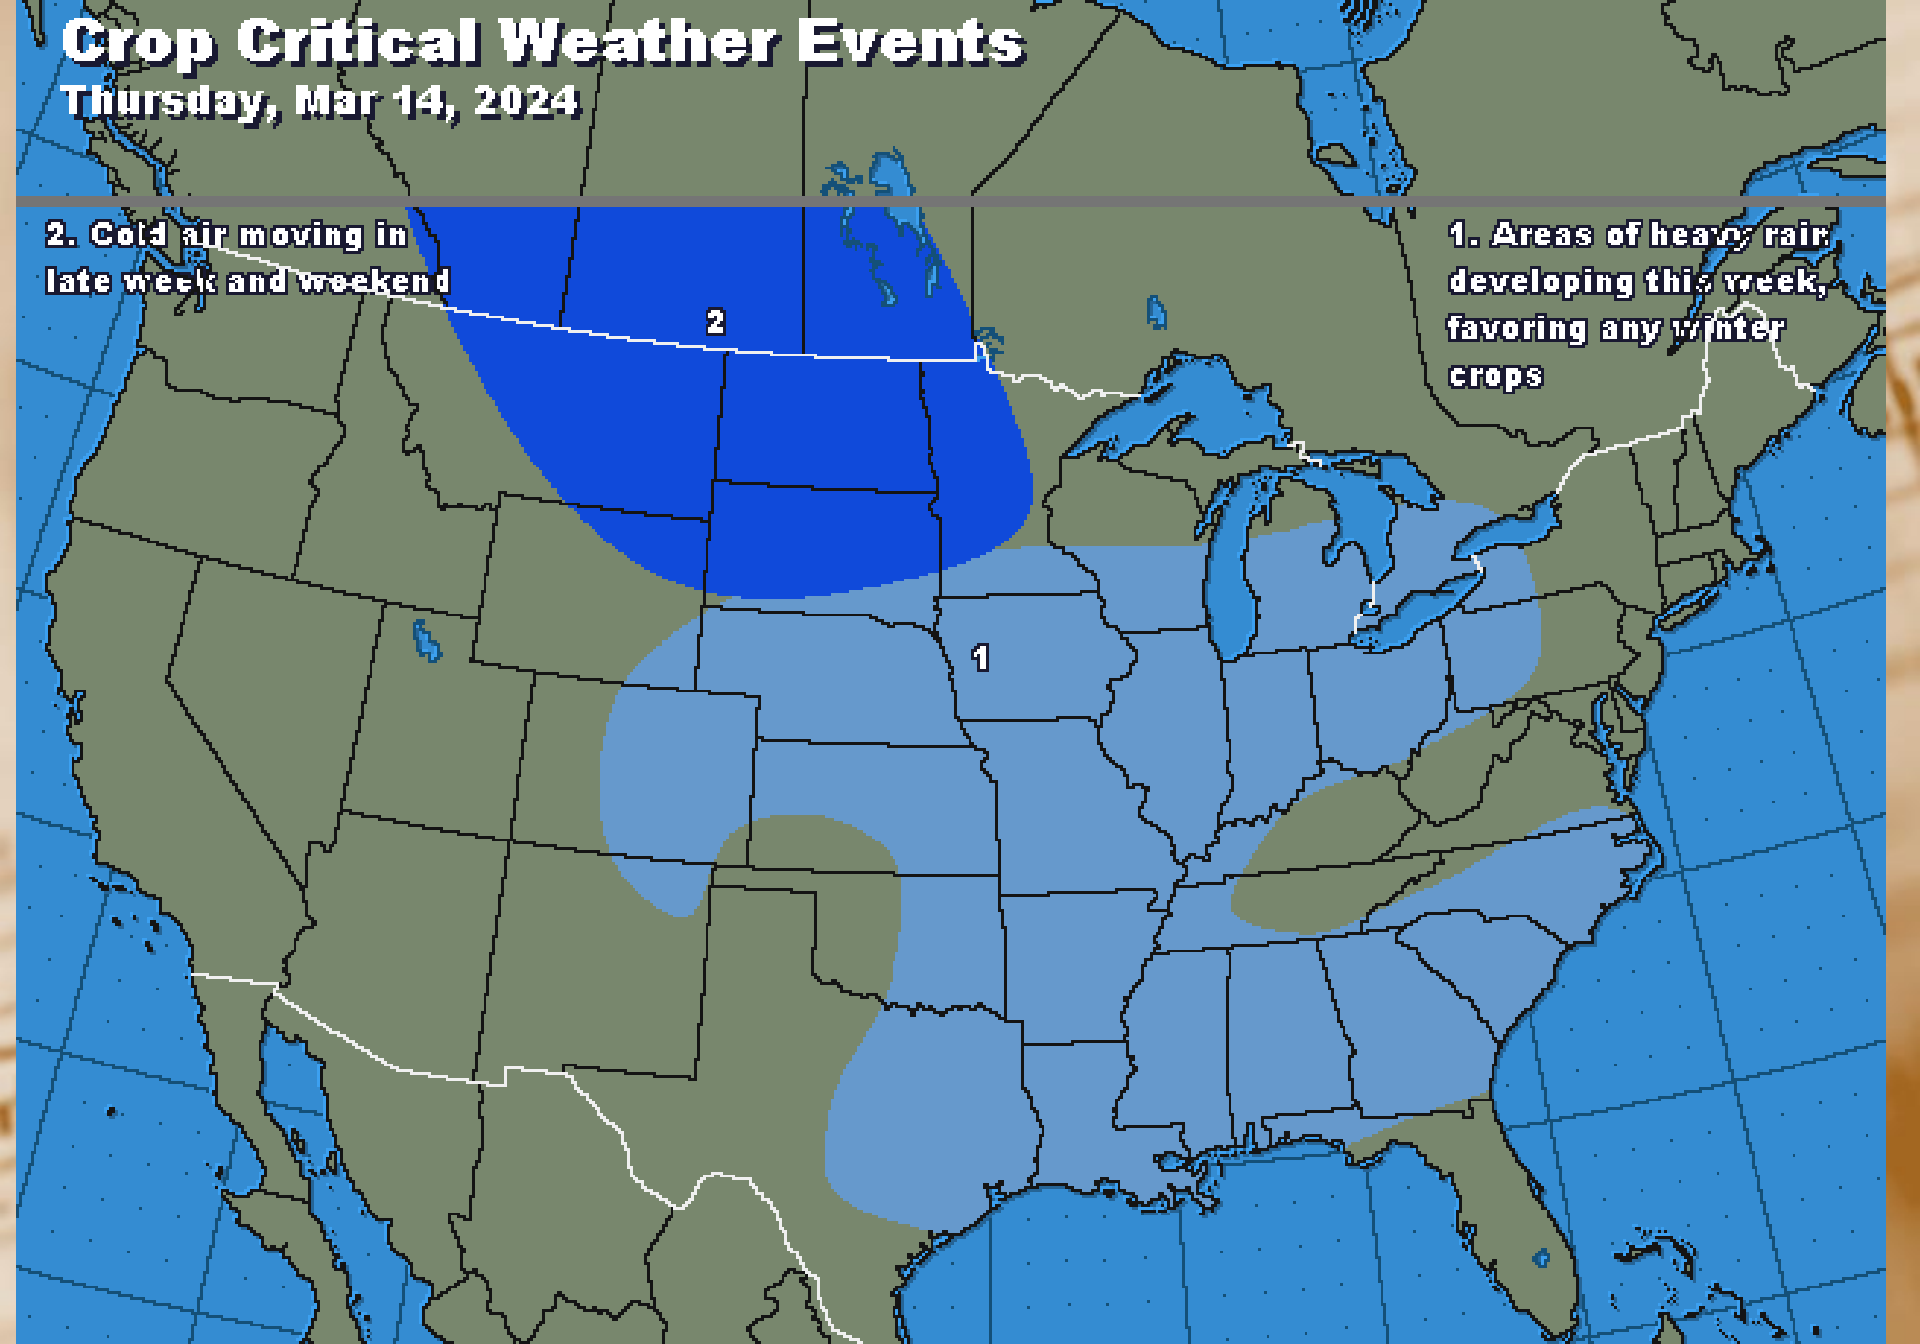 Crop Critical Weather Events
Thursday, Mar 14, 2024
2. Cold air moving in
late week and weekend
1. Areas of heavy rain
developing this week,
favoring any winter
crops
2
1